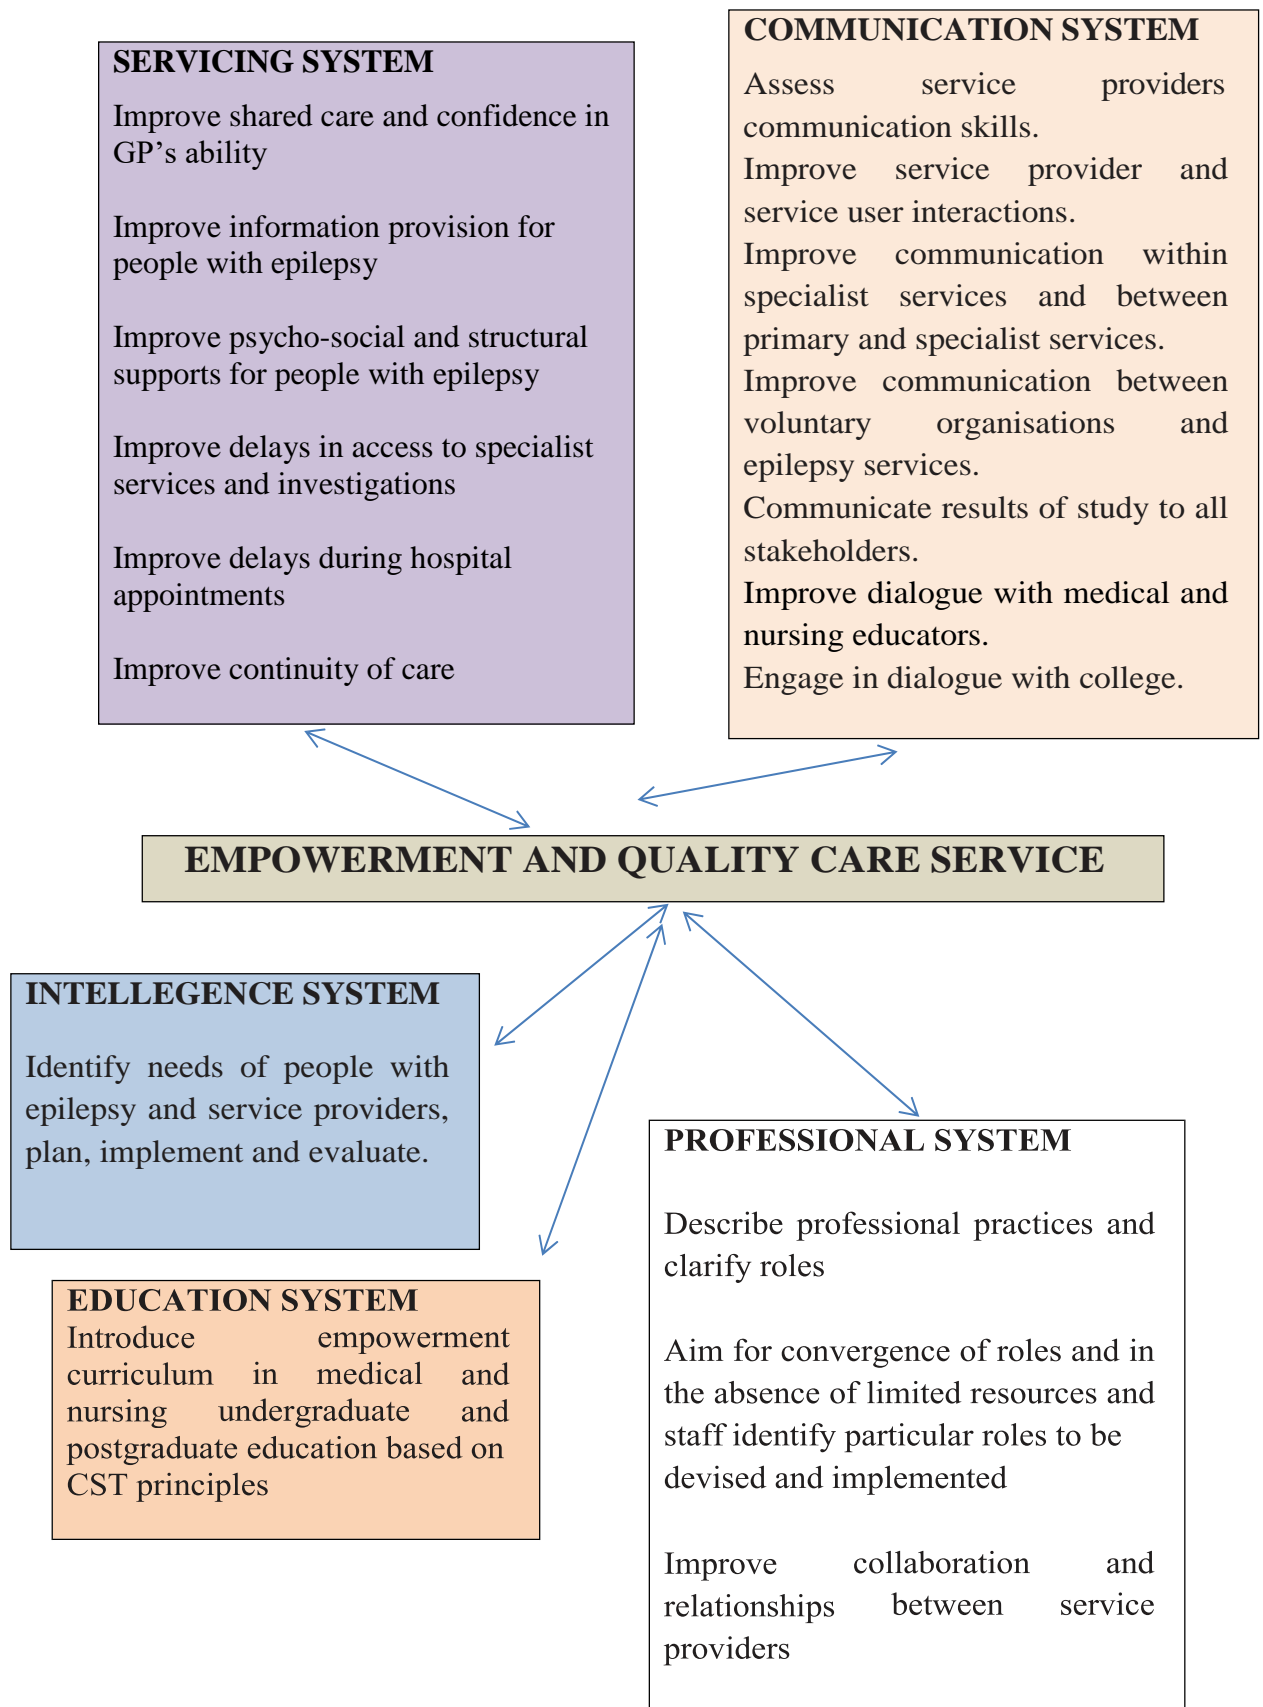 SERVICING SYSTEM
Improve shared care and confidence in
GP’s ability
Improve information provision for
people with epilepsy
Improve psycho-social and structural
supports for people with epilepsy
Improve delays in access to specialist
services and investigations
Improve delays during hospital
appointments
Improve continuity of care
COMMUNICATION SYSTEM
Assess service providers
communication skills.
Improve service provider and
service user interactions.
Improve communication within
specialist services and between
primary and specialist services.
Improve communication between
voluntary organisations and
epilepsy services.
Communicate results of study to all
stakeholders.
Improve dialogue with medical and
nursing educators.
Engage in dialogue with college.
EMPOWERMENT AND QUALITY CARE SERVICE
INTELLEGENCE SYSTEM
Identify needs of people with
epilepsy and service providers,
plan, implement and evaluate.
EDUCATION SYSTEM
Introduce empowerment
curriculum in medical and
nursing undergraduate and
postgraduate education based on
CST principles
PROFESSIONAL SYSTEM
Describe professional practices and
clarify roles
Aim for convergence of roles and in
the absence of limited resources and
staff identify particular roles to be
devised and implemented
Improve collaboration and
relationships between service
providers